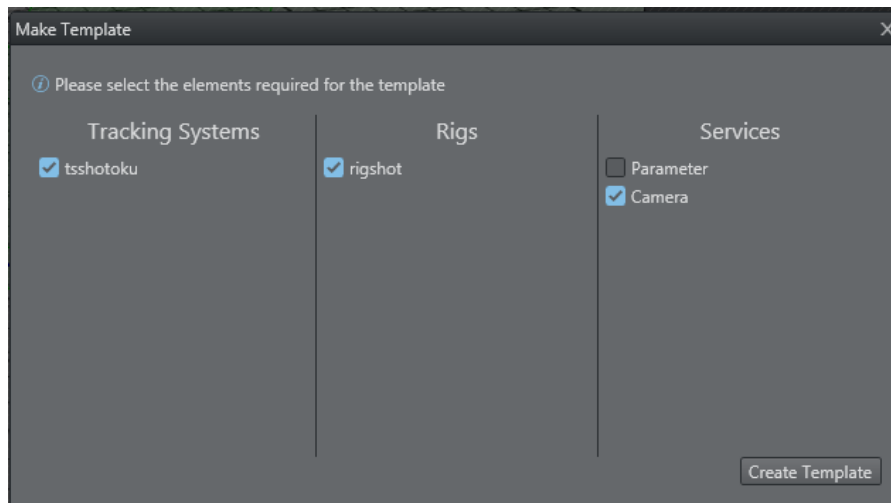 Make Template
Please select the elements required for the template
Tracking Systems
tsshotoku
Rigs
rigshot
Services
Parameter
Camera
Create Template